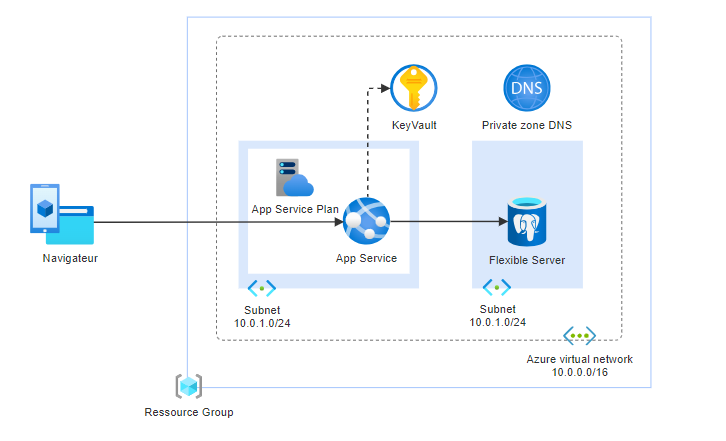 DNS
KeyVault
Private zone DNS
App Service Plan
Navigateur
App Service
Flexible Server
Subnet
10.0.1.0/24
Subnet
10.0.1.0/24
Azure virtual network
10.0.0.0/16
Ressource Group